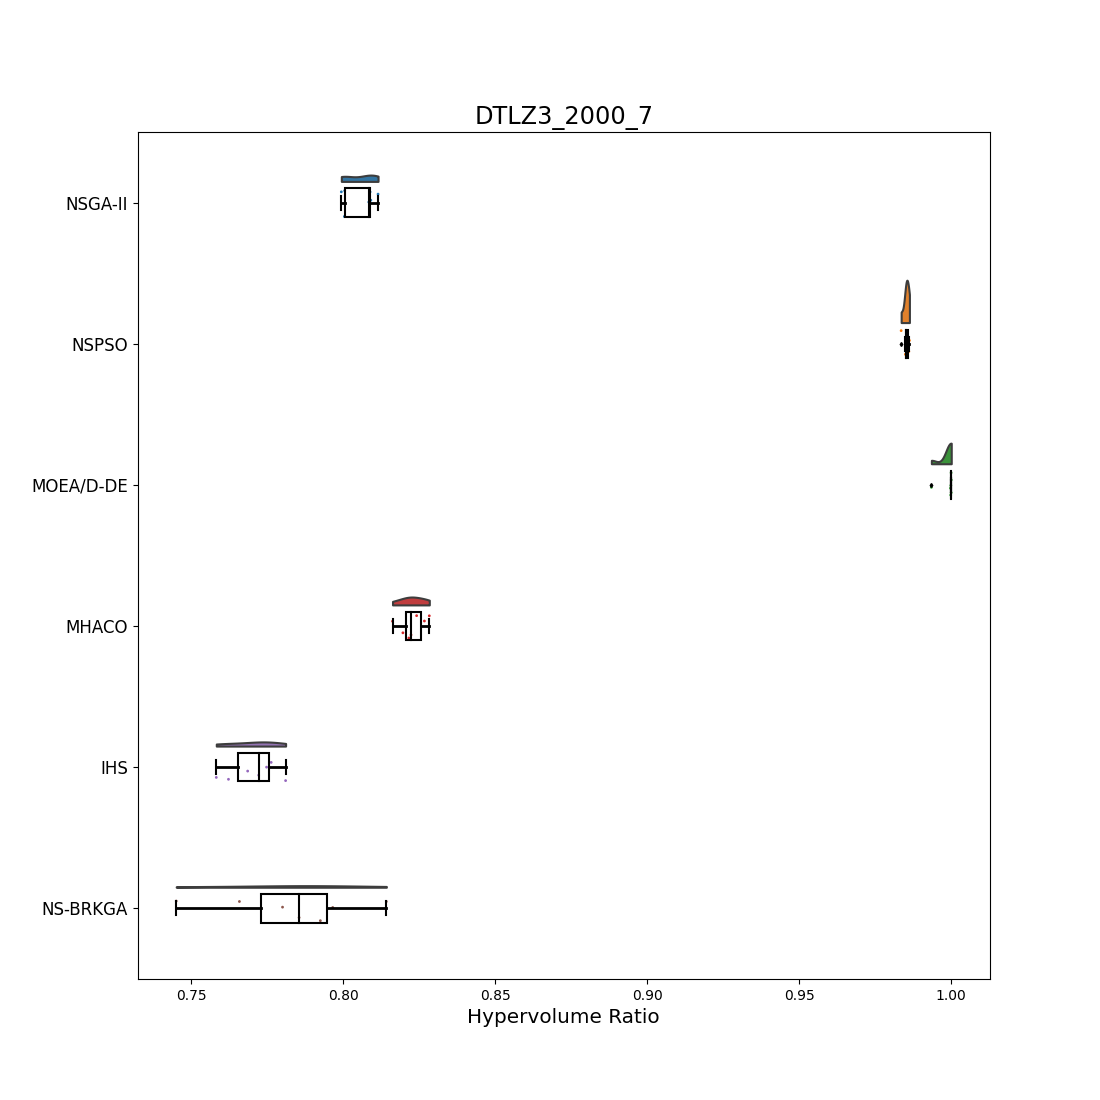 DTLZ3_2000_7
NSGA-II
NSPSO
MOEA/D-DE
MHACO
IHS
NS-BRKGA
0.75 0.80 0.85 0.90 0.95 1.00
Hypervolume Ratio